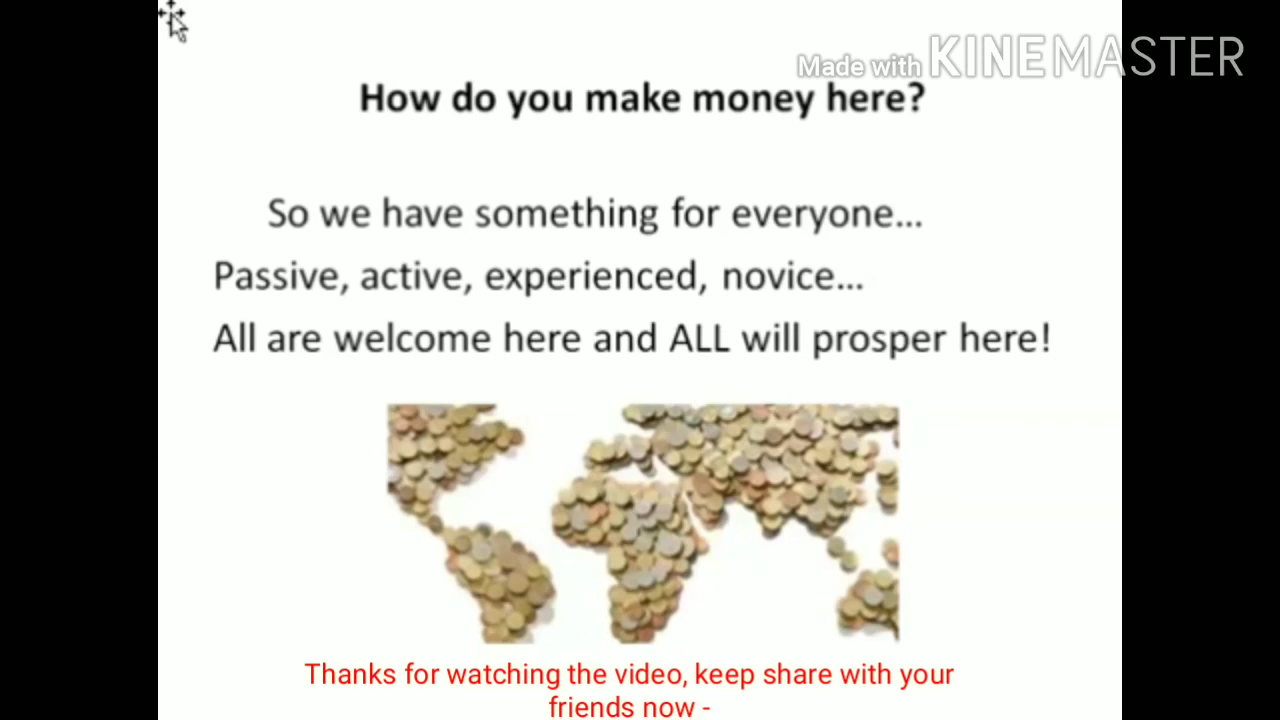 Made with KINEMASTER
How do you make money here?
So we have something for everyone...
Passive, active, experienced, novice...
All are welcome here and ALL will prosper here!
Thanks for watching the video, keep share with your
friends now -